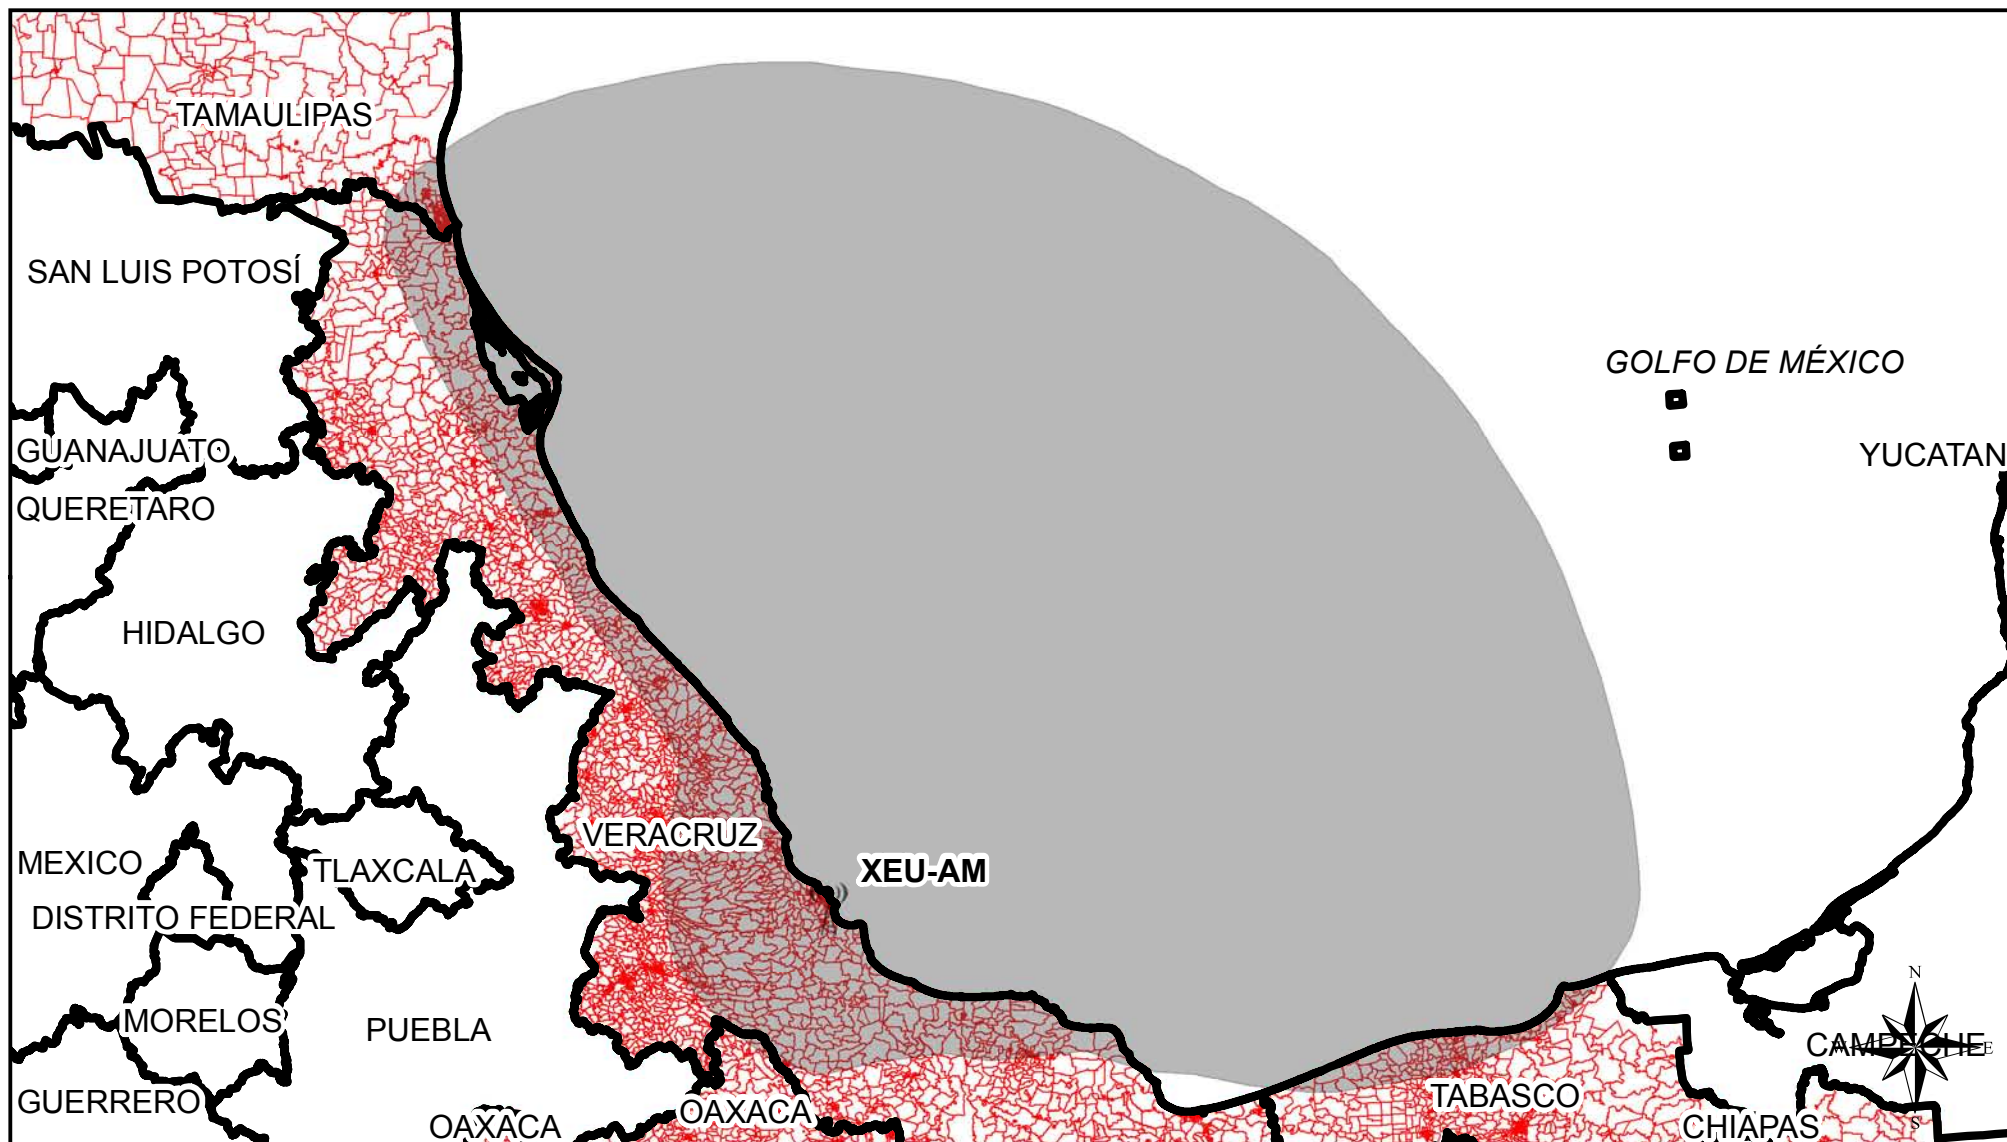 TAMAULIPAS
SAN LUIS POTOSÍ
GOLFO DE MÉXICO
GUANAJUATO
YUCATAN
QUERETARO
HIDALGO
VERACRUZ
MEXICO
TLAXCALA
XEU-AM
DISTRITO FEDERAL
N
MORELOS
PUEBLA
CAMPECHE
E
GUERRERO
OAXACA
OAXACA
TABASCO
CHIAPAS
S